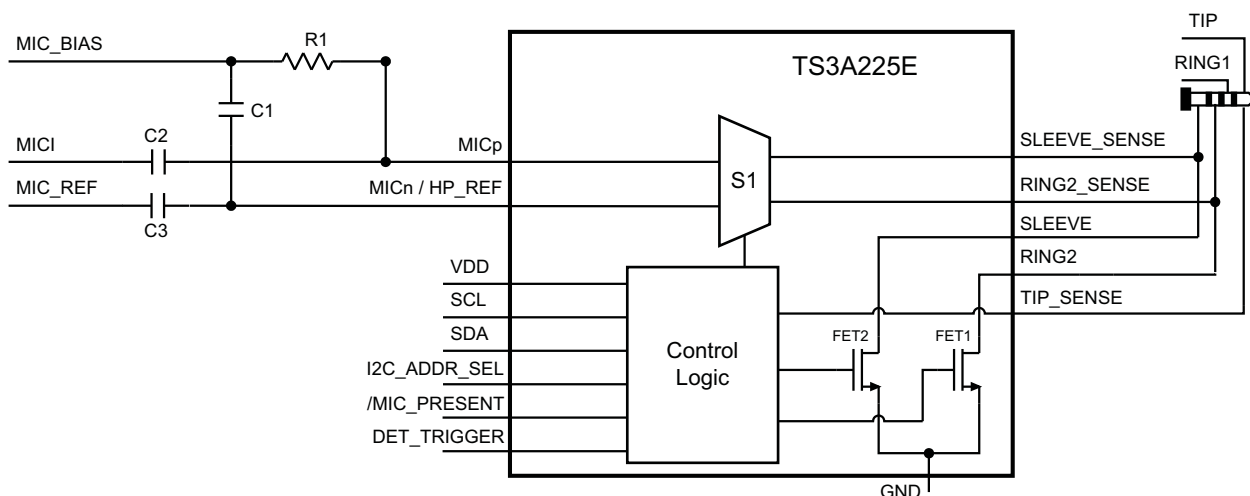 TIP
MIC_BIAS
R1
TS3A225E
RING1
C1
C2
MICI
MICp
SLEEVE_SENSE
S1
MIC_REF
MICn / HP_REF
RING2_SENSE
C3
SLEEVE
VDD
RING2
SCL
TIP_SENSE
SDA
FET2
FET1
Control
Logic
I2C_ADDR_SEL
/MIC_PRESENT
DET_TRIGGER
GND